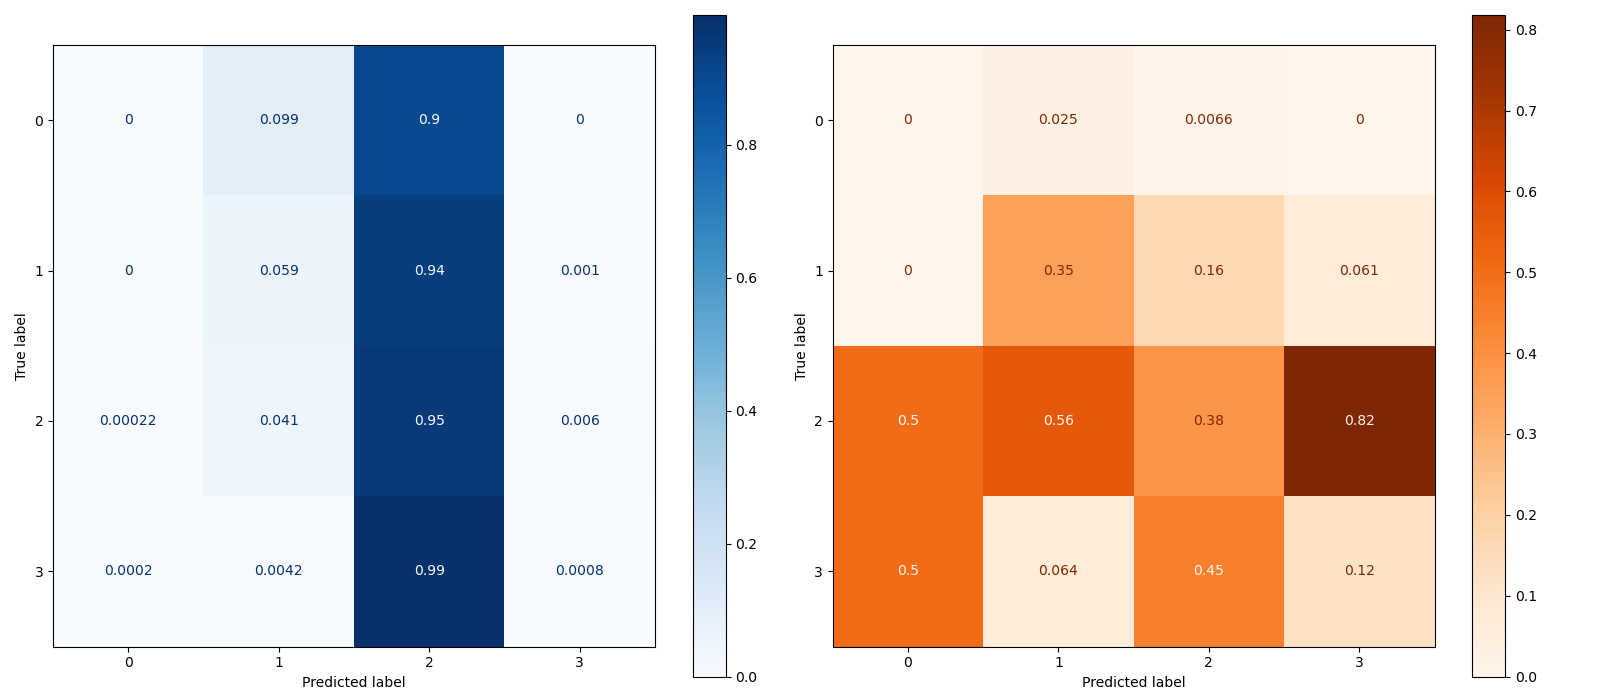 0 0 0.099 0.9 0
1 0 0.059 0.94 0.001
2 0.00022 0.041 0.95 0.006
3 0.0002 0.0042 0.99 0.0008
0 1 2 3
Predicted label
True label
0.8
0.6
0.4
0.2
0.0
0 0 0.025 0.0066 0
1 0 0.35 0.16 0.061
2 0.5 0.56 0.38 0.82
3 0.5 0.064 0.45 0.12
0 1 2 3
Predicted label
True label
0.8
0.7
0.6
0.5
0.4
0.3
0.2
0.1
0.0